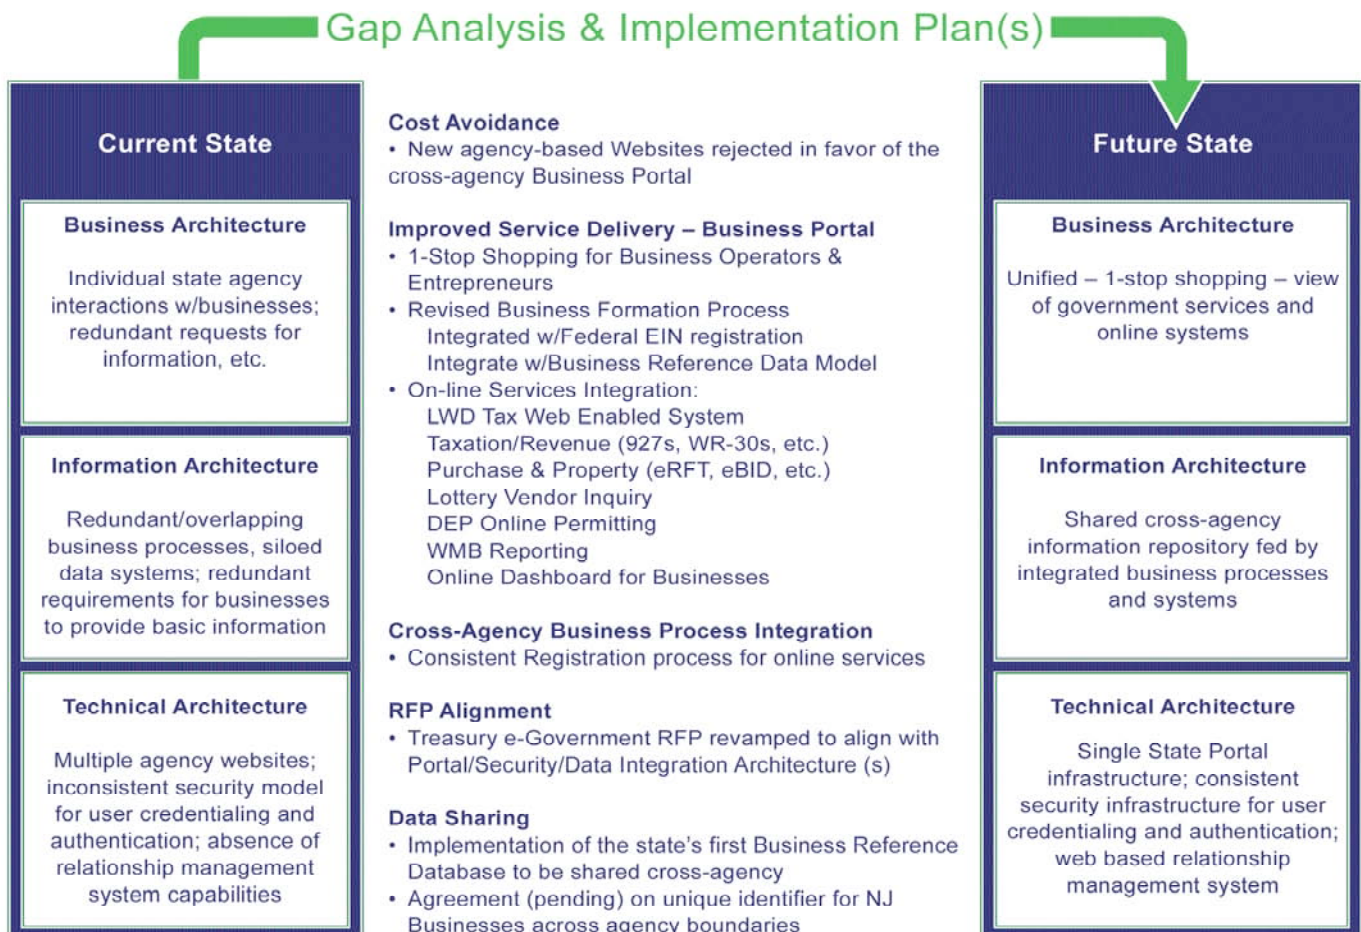 Gap Analysis & Implementation Plan(s)
Current State
Business Architecture
Individual state agency
interactions w/businesses;
redundant requests for
information, etc.
Information Architecture
Redundant/overlapping
business processes, siloed
data systems; redundant
requirements for businesses
to provide basic information
Technical Architecture
Multiple agency websites;
inconsistent security model
for user credentialing and
authentication; absence of
relationship management
system capabilities
Cost Avoidance
• New agency-based Websites rejected in favor of the
cross-agency Business Portal
Improved Service Delivery – Business Portal
• 1-Stop Shopping for Business Operators &
Entrepreneurs
• Revised Business Formation Process
Integrated w/Federal EIN registration
Integrate w/Business Reference Data Model
• On-line Services Integration:
LWD Tax Web Enabled System
Taxation/Revenue (927s, WR-30s, etc.)
Purchase & Property (eRFT, eBID, etc.)
Lottery Vendor Inquiry
DEP Online Permitting
WMB Reporting
Online Dashboard for Businesses
Cross-Agency Business Process Integration
• Consistent Registration process for online services
RFP Alignment
• Treasury e-Government RFP revamped to align with
Portal/Security/Data Integration Architecture (s)
Data Sharing
• Implementation of the state's first Business Reference
Database to be shared cross-agency
• Agreement (pending) on unique identifier for NJ
Businesses across agency boundaries
Future State
Business Architecture
Unified – 1-stop shopping – view
of government services and
online systems
Information Architecture
Shared cross-agency
information repository fed by
integrated business processes
and systems
Technical Architecture
Single State Portal
infrastructure; consistent
security infrastructure for user
credentialing and authentication;
web based relationship
management system